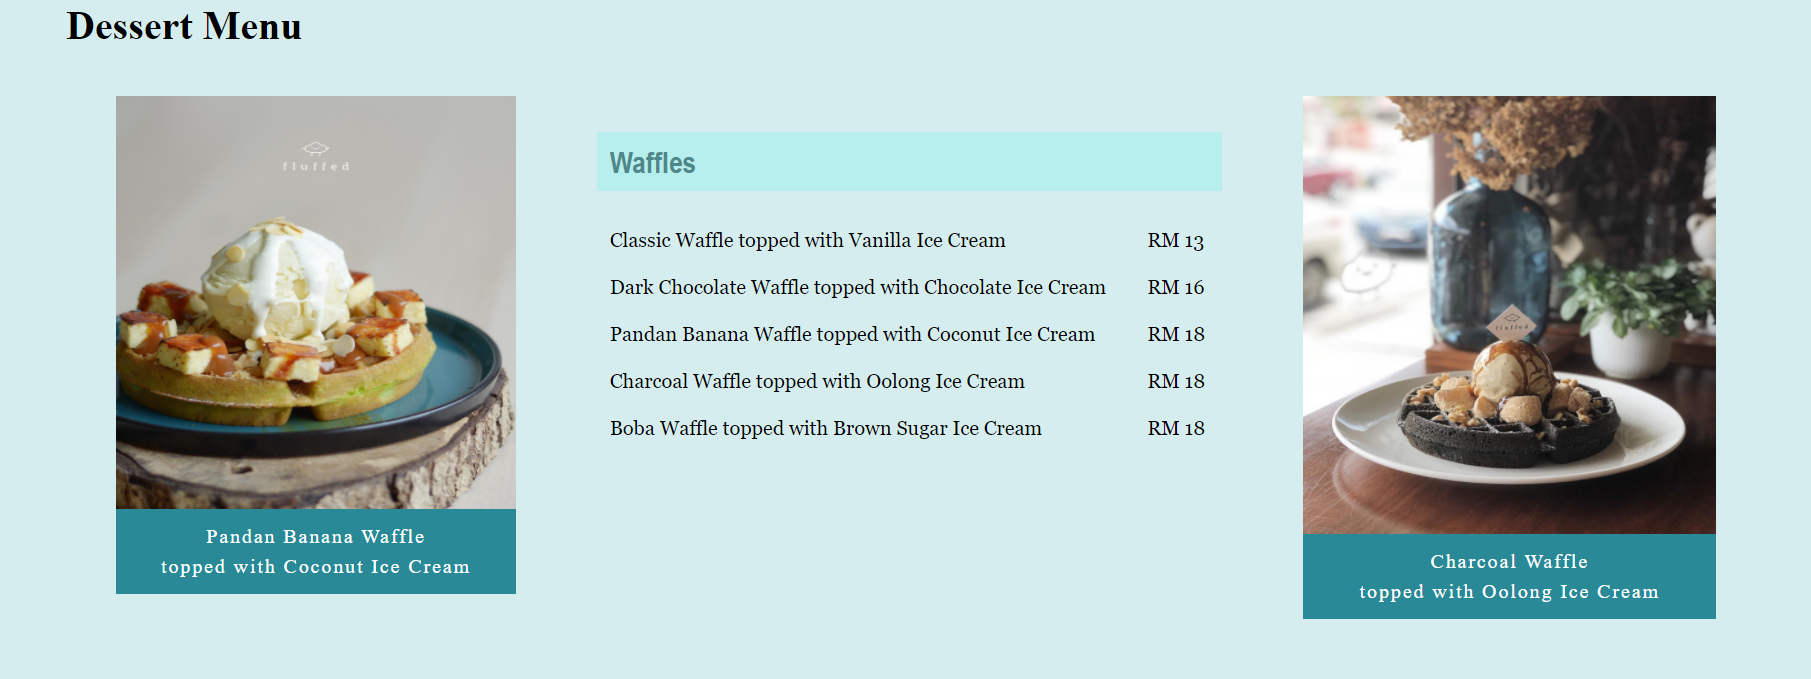 Dessert Menu
fluffed
Pandan Banana Waffle
topped with Coconut Ice Cream
Waffles
Classic Waffle topped with Vanilla Ice Cream RM 13
Dark Chocolate Waffle topped with Chocolate Ice Cream RM 16
Pandan Banana Waffle topped with Coconut Ice Cream RM 18
Charcoal Waffle topped with Oolong Ice Cream RM 18
Boba Waffle topped with Brown Sugar Ice Cream RM 18
fluffed
Charcoal Waffle
topped with Oolong Ice Cream